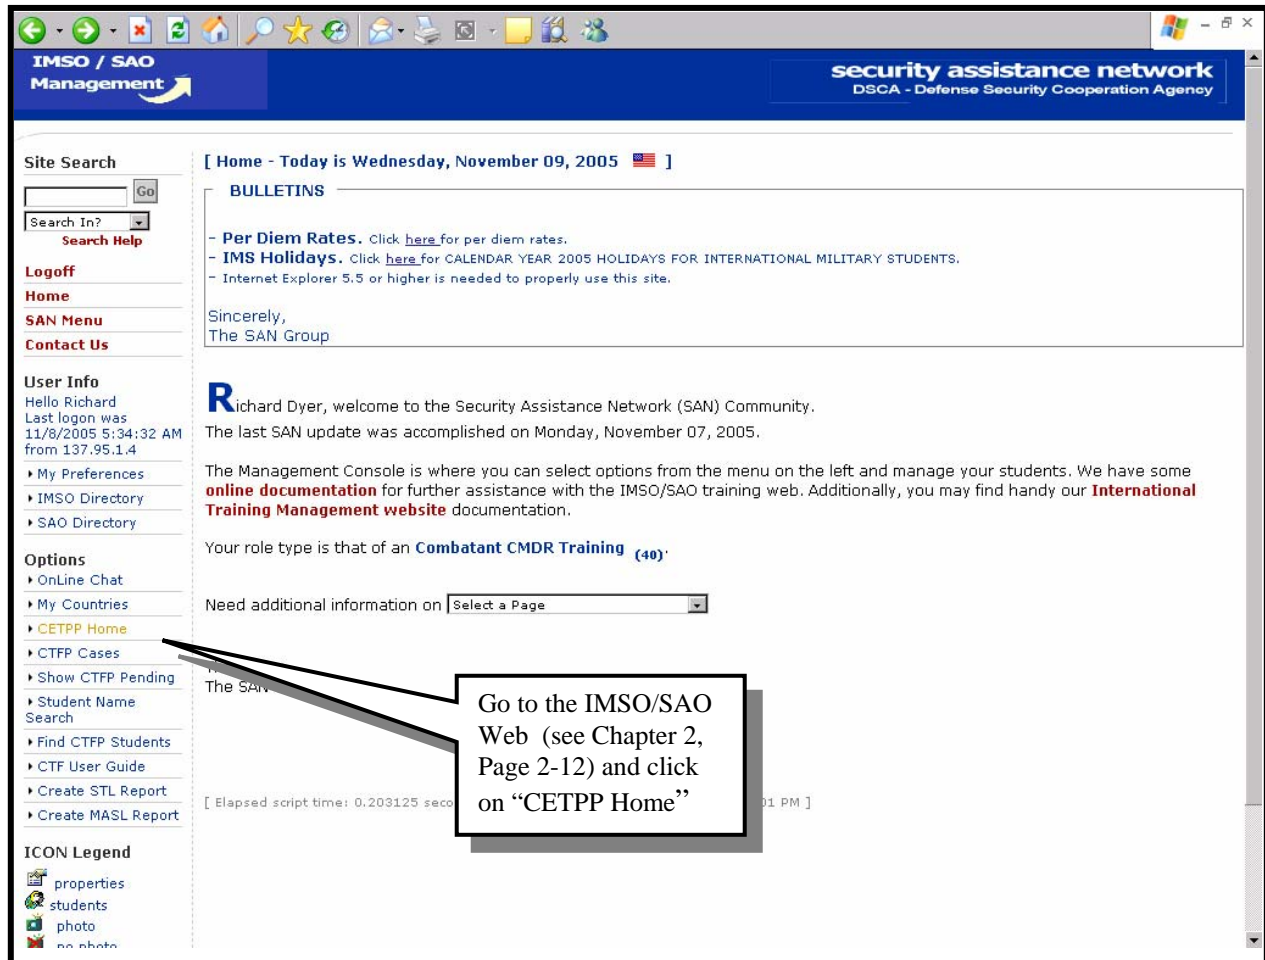 IMSO / SAO
Management
security assistance network
DSCA - Defense Security Cooperation Agency
Site Search
Go
Search In?
Search Help
Logoff
Home
SAN Menu
Contact Us
User Info
Hello Richard
Last logon was
11/8/2005 5:34:32 AM
from 137.95.1.4
My Preferences
IMSO Directory
SAO Directory
Options
OnLine Chat
My Countries
CETPP Home
CTFP Cases
Show CTFP Pending
Student Name
Search
Find CTFP Students
CTF User Guide
Create STL Report
Create MASL Report
ICON Legend
properties
students
photo
no photo
[ Home - Today is Wednesday, November 09, 2005 ]
BULLETINS
- Per Diem Rates. Click here for per diem rates.
- IMS Holidays. Click here for CALENDAR YEAR 2005 HOLIDAYS FOR INTERNATIONAL MILITARY STUDENTS.
- Internet Explorer 5.5 or higher is needed to properly use this site.
Sincerely,
The SAN Group
Richard Dyer, welcome to the Security Assistance Network (SAN) Community.
The last SAN update was accomplished on Monday, November 07, 2005.
The Management Console is where you can select options from the menu on the left and manage your students. We have some
online documentation for further assistance with the IMSO/SAO training web. Additionally, you may find handy our International
Training Management website documentation.
Your role type is that of an Combatant CMDR Training (40).
Need additional information on Select a Page
The SAN
Go to the IMSO/SAO
Web (see Chapter 2,
Page 2-12) and click
on “CETPP Home”
[ Elapsed script time: 0.203125 01 PM ]